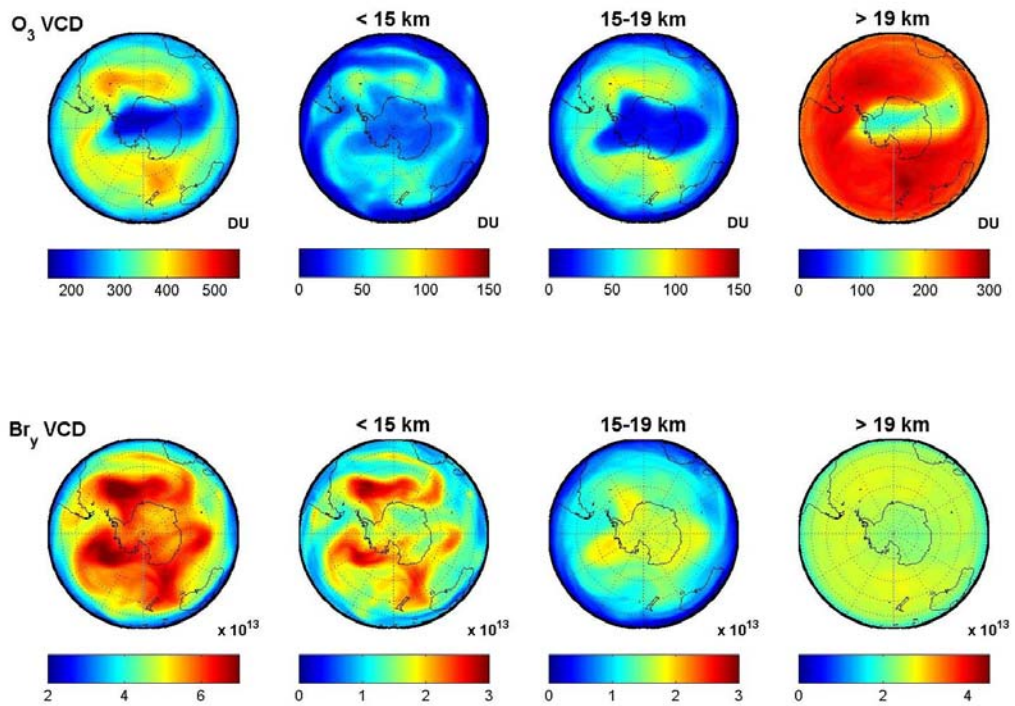 O3 VCD
< 15 km
15-19 km
> 19 km
DU
DU
DU
DU
200 300 400 500
0 50 100 150
0 50 100 150
0 100 200 300
Bry VCD
< 15 km
15-19 km
> 19 km
x 10^13
x 10^13
x 10^13
x 10^13
2 4 6
0 1 2 3
0 1 2 3
0 2 4